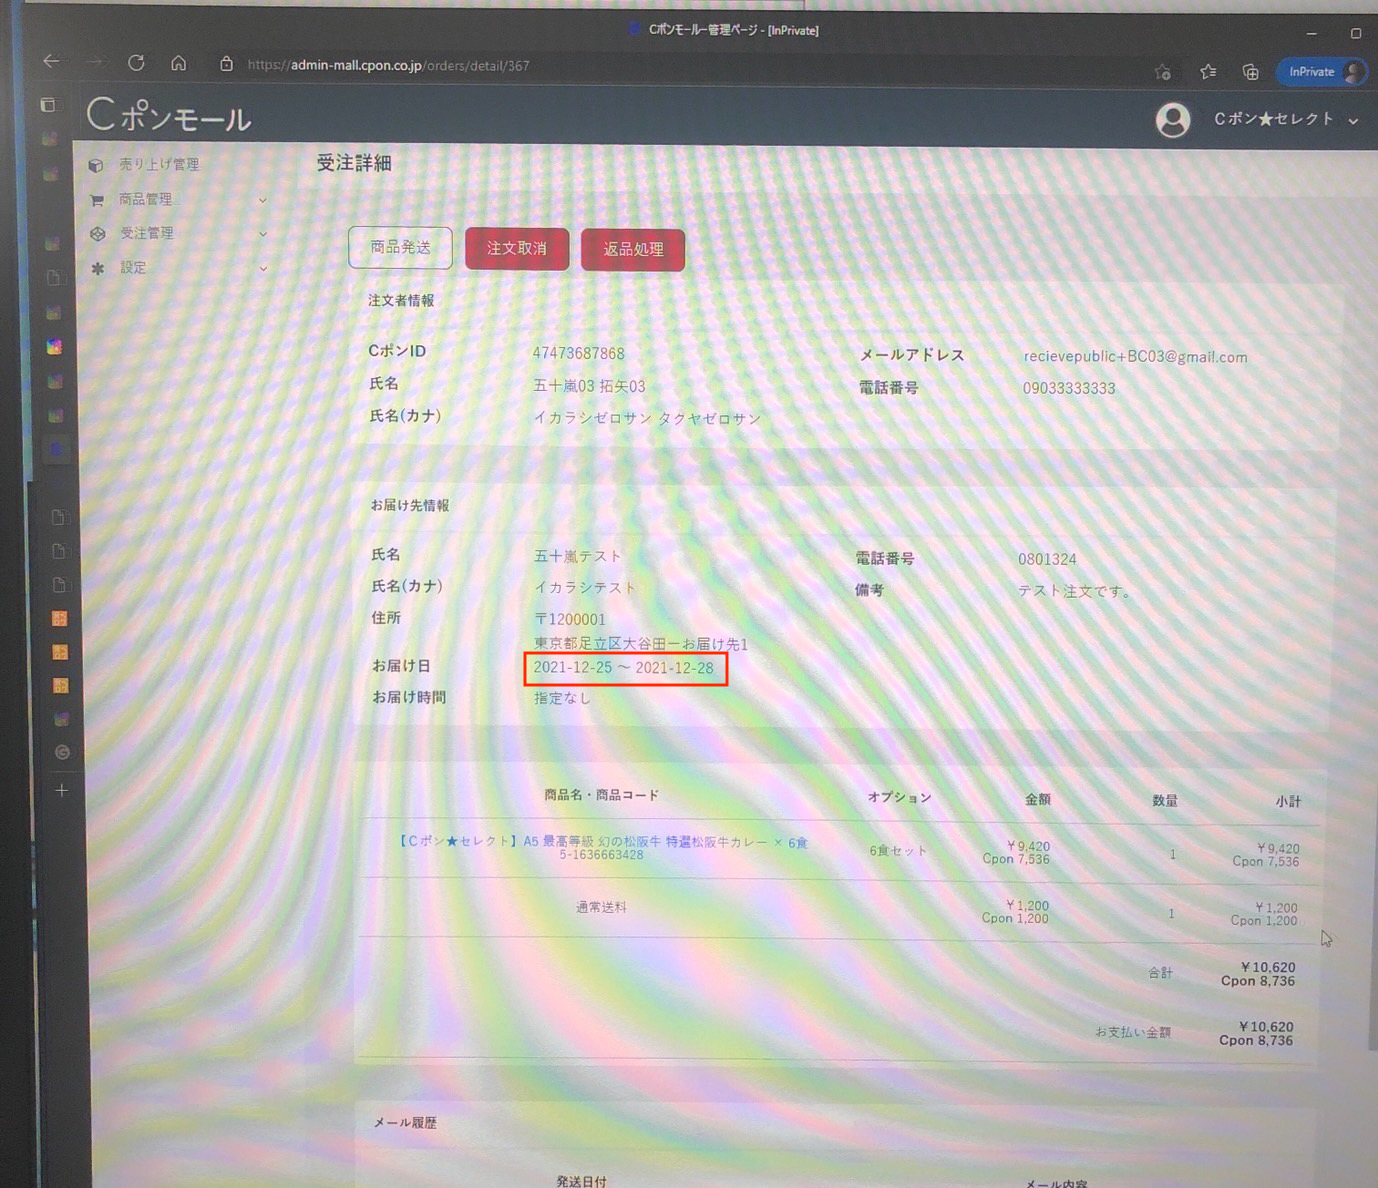 Cポンモール一管理ページ - [InPrivate]
https://admin-mall.cpon.co.jp/orders/detail/367
InPrivate
Cポンモール
Cポン★セレクト
売り上げ管理
商品管理
受注管理
設定
受注詳細
商品発送
注文取消
返品処理
注文者情報
CポンID 47473687868 メールアドレス recievepublic+BC03@gmail.com
氏名 五十嵐03 拓矢03 電話番号 09033333333
氏名(カナ) イカラシゼロサン タクヤゼロサン
お届け先情報
氏名 五十嵐テスト 電話番号 0801324
氏名(カナ) イカラシテスト 備考 テスト注文です。
住所 〒1200001
東京都足立区大谷田一お届け先1
お届け日 2021-12-25 ～ 2021-12-28
お届け時間 指定なし
商品名・商品コード オプション 金額 数量 小計
【Cポン★セレクト】A5 最高等級 幻の松阪牛 特選松阪牛カレー × 6食
5-1636663428
6食セット
￥9,420
Cpon 7,536
1
￥9,420
Cpon 7,536
通常送料
￥1,200
Cpon 1,200
1
￥1,200
Cpon 1,200
合計
￥10,620
Cpon 8,736
お支払い金額
￥10,620
Cpon 8,736
メール履歴
発送日付 メール内容